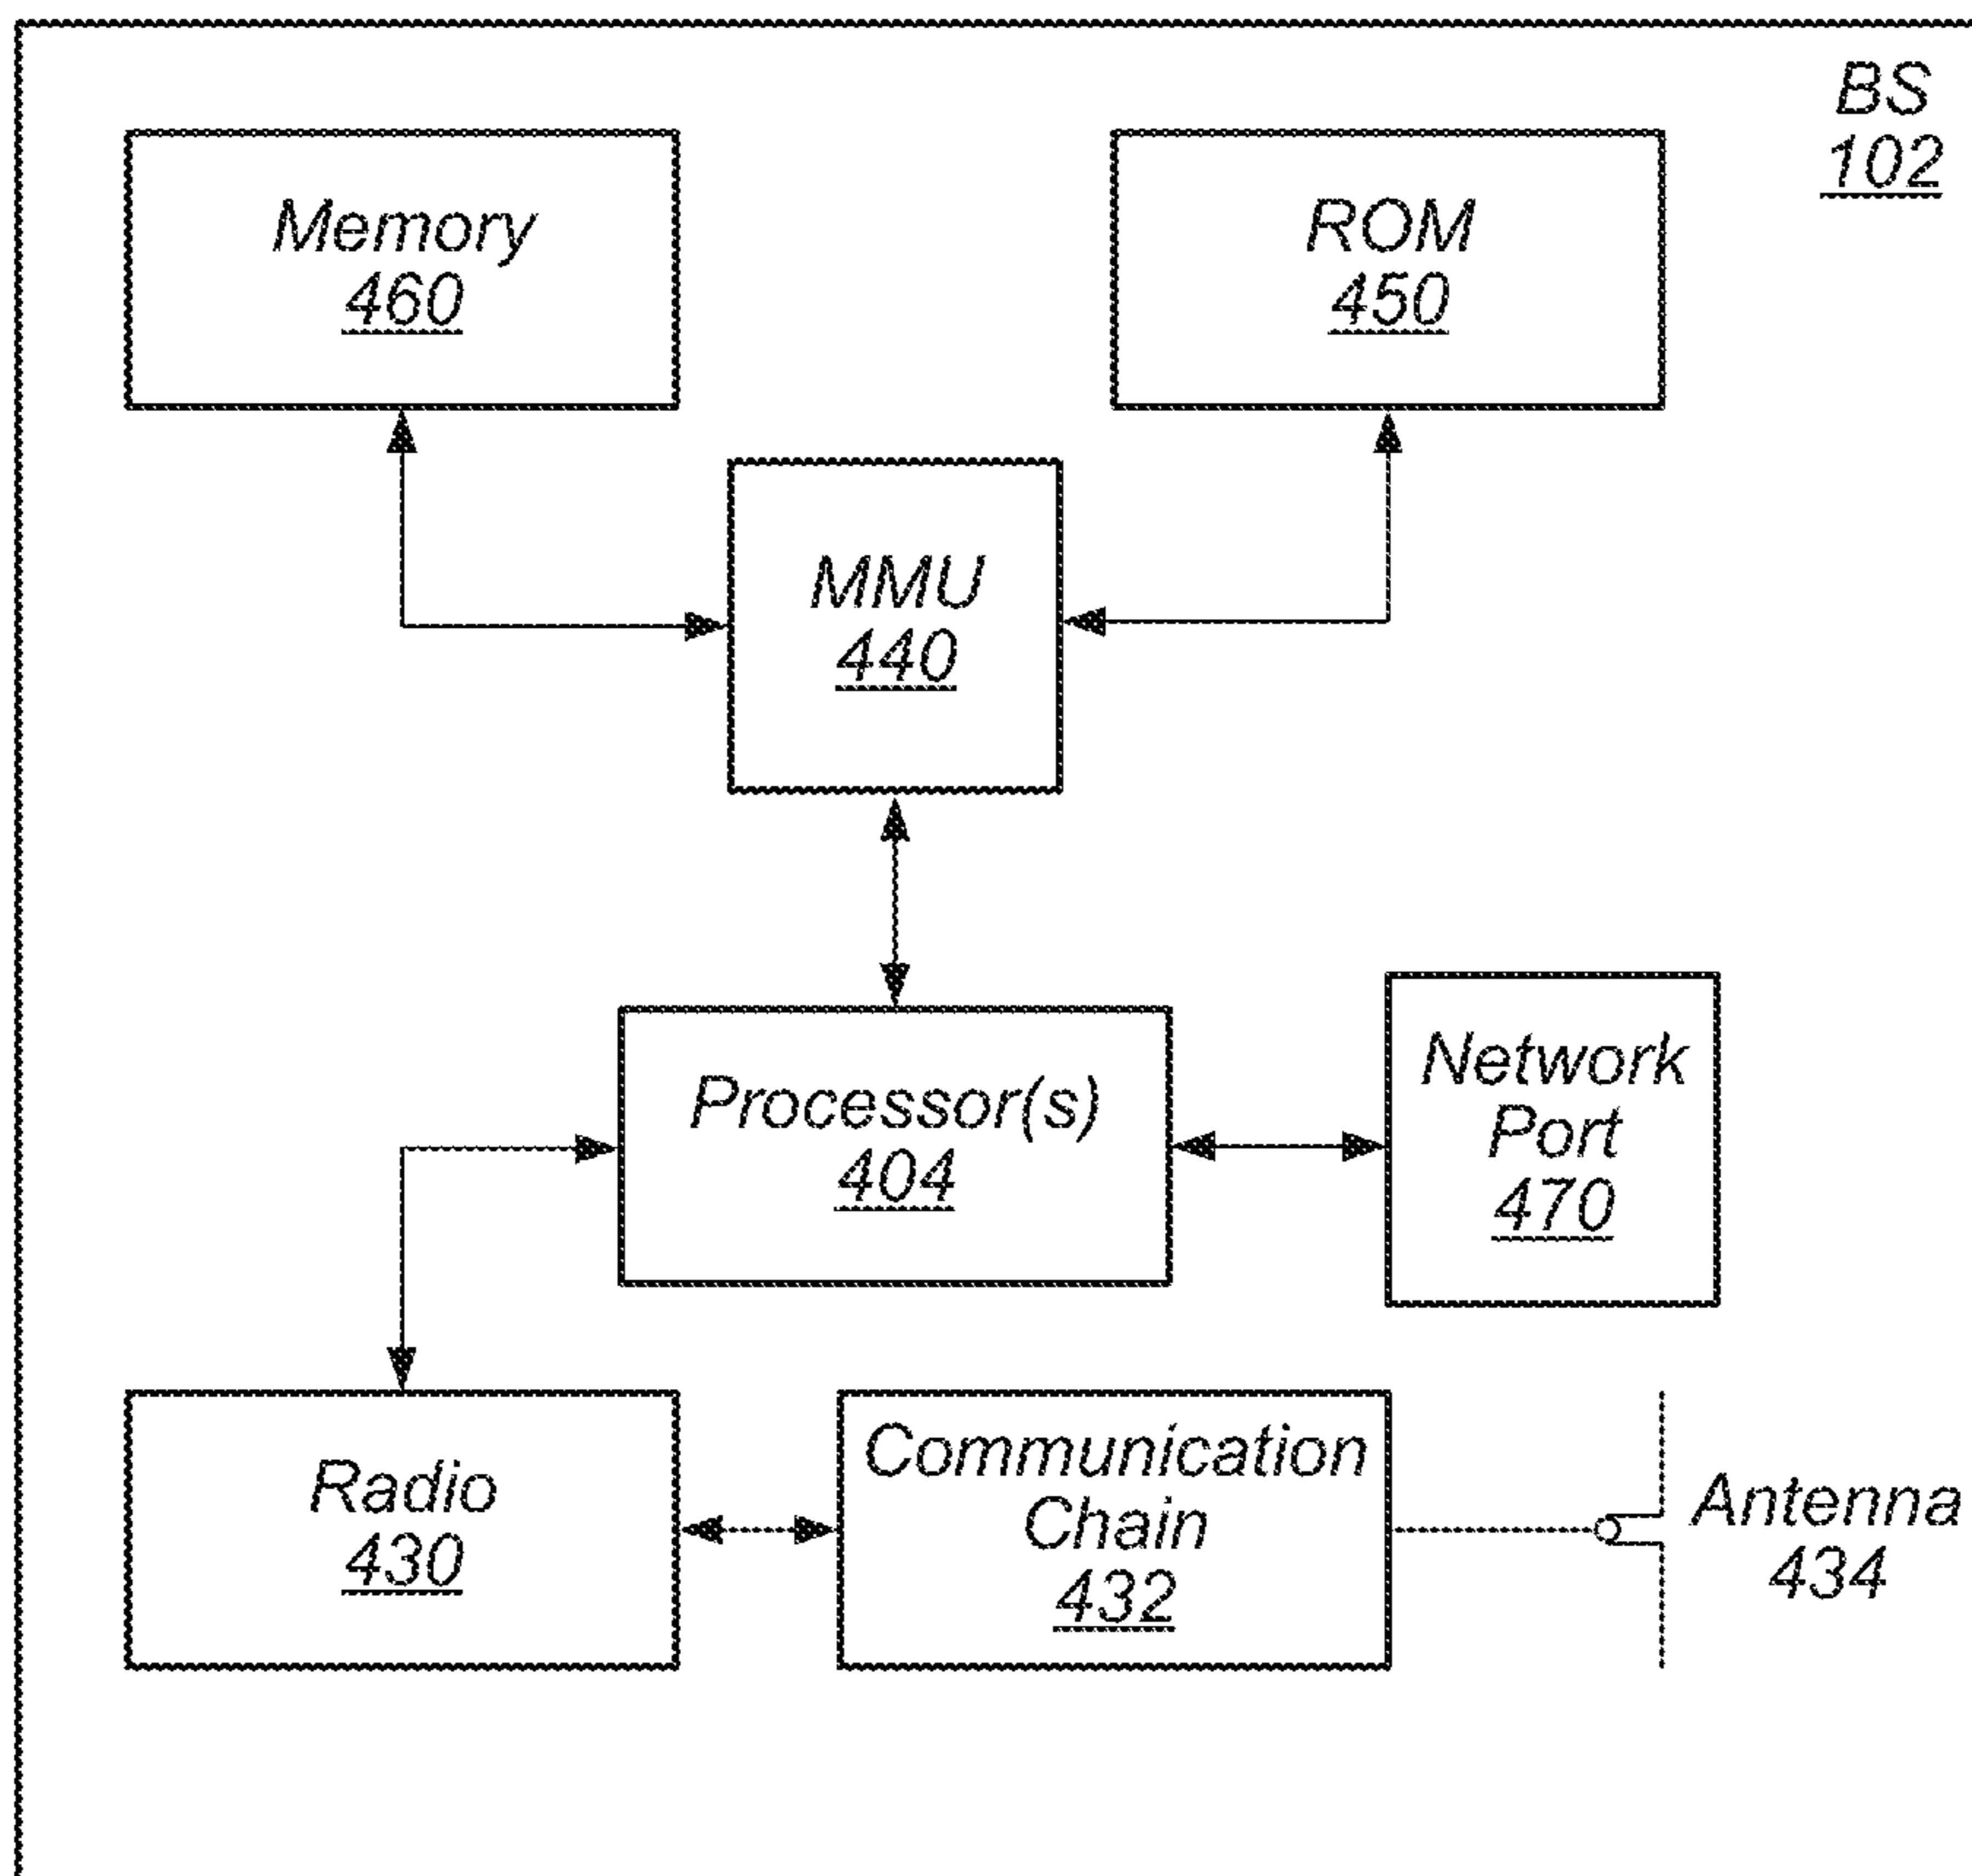 BS
102
Memory
460
ROM
450
MMU
440
Processor(s)
404
Network
Port
470
Radio
430
Communication
Chain
432
Antenna
434